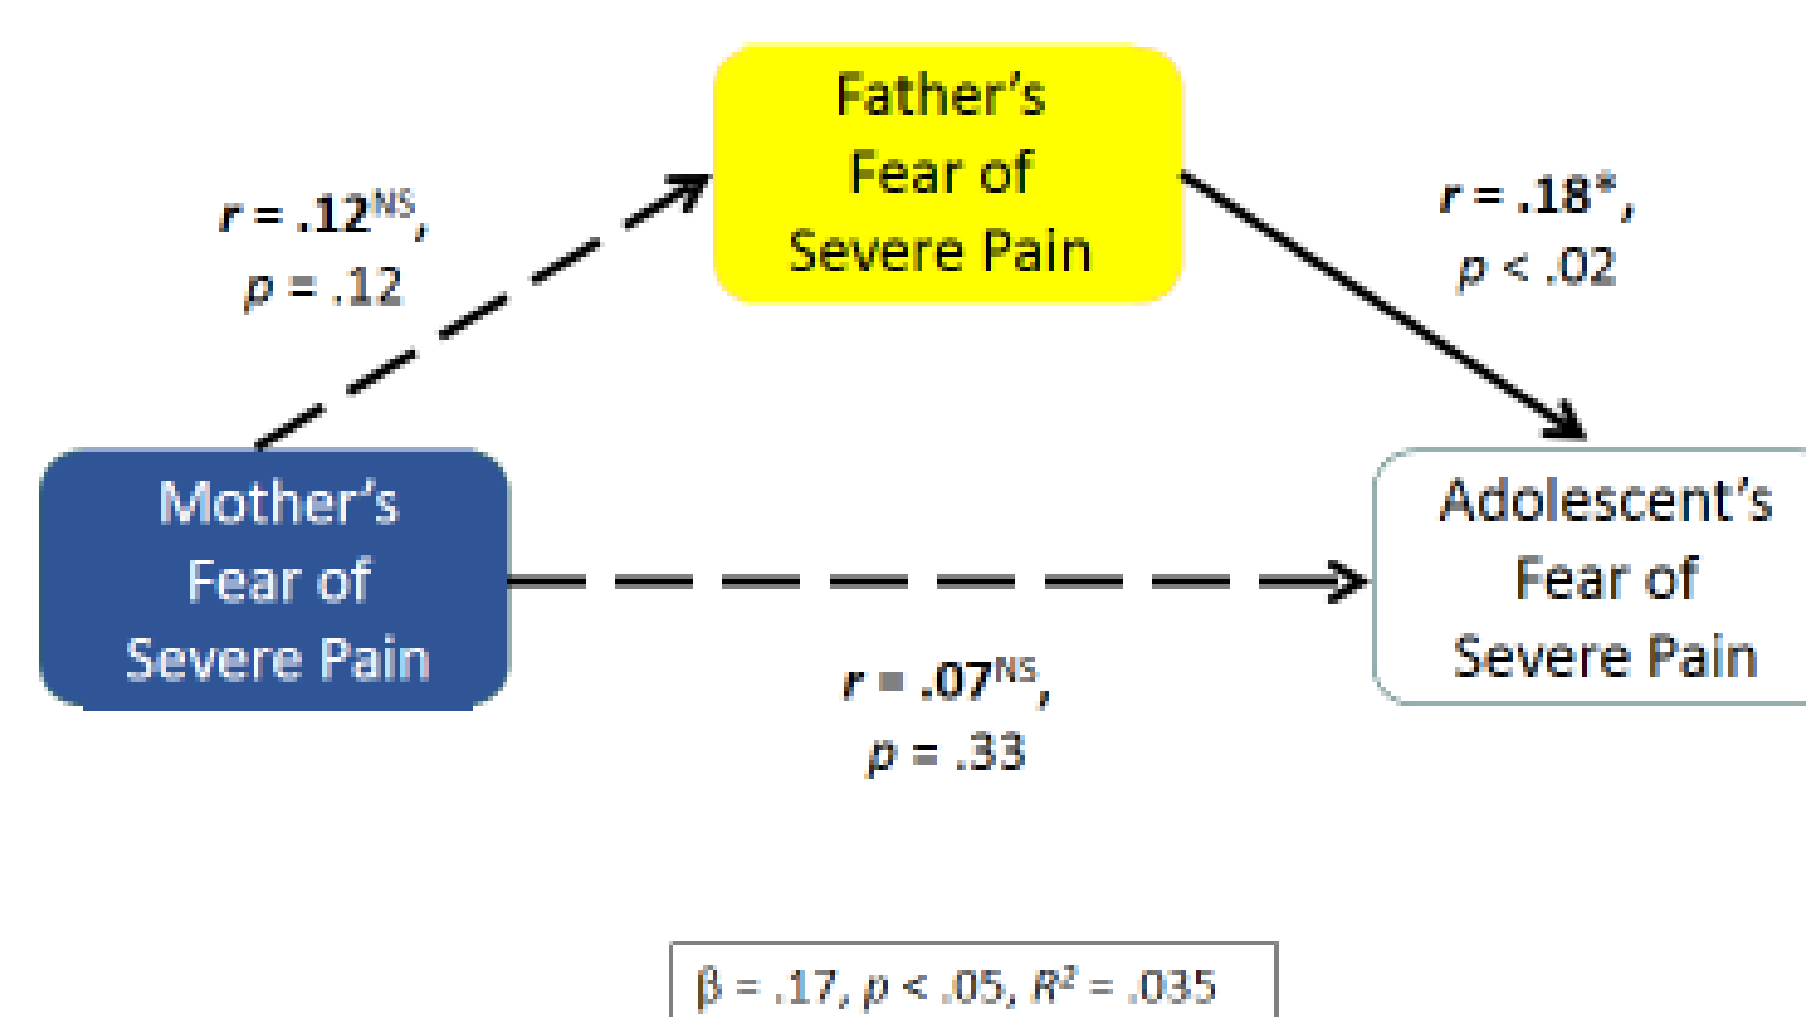 Father's
Fear of
Severe Pain
r = .12NS,
p = .12
r = .18*,
p < .02
Mother's
Fear of
Severe Pain
Adolescent's
Fear of
Severe Pain
r = .07NS,
p = .33
β = .17, p < .05, R² = .035